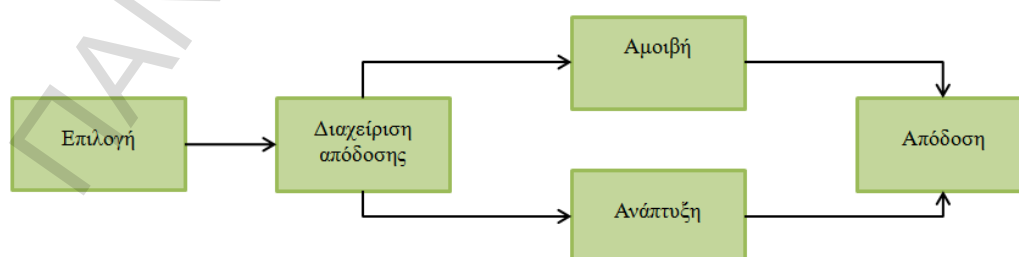 Αμοιβή
Επιλογή
Διαχείριση
απόδοσης
Απόδοση
Ανάπτυξη